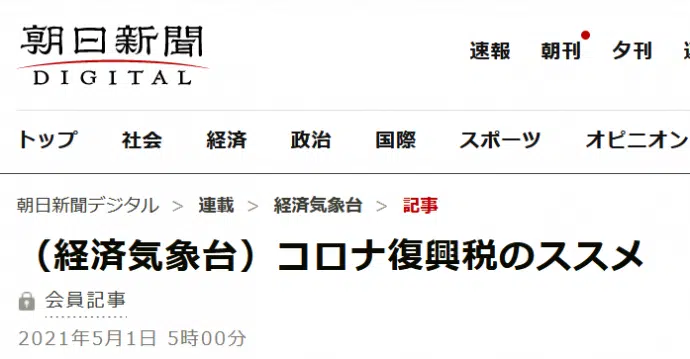 朝日新聞
DIGITAL
速報 朝刊 夕刊
トップ 社会 経済 政治 国際 スポーツ オピニオン
朝日新聞デジタル > 連載 > 経済気象台 > 記事
（経済気象台）コロナ復興税のススメ
会員記事
2021年5月1日 5時00分